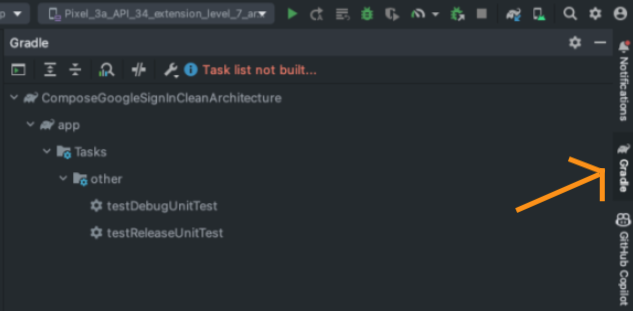 Pixel_3a_API_34_extension_level_7_ar
Gradle
Task list not built...
ComposeGoogleSignInCleanArchitecture
app
Tasks
other
testDebugUnitTest
testReleaseUnitTest
Notifications
Gradle
GitHub Copilot